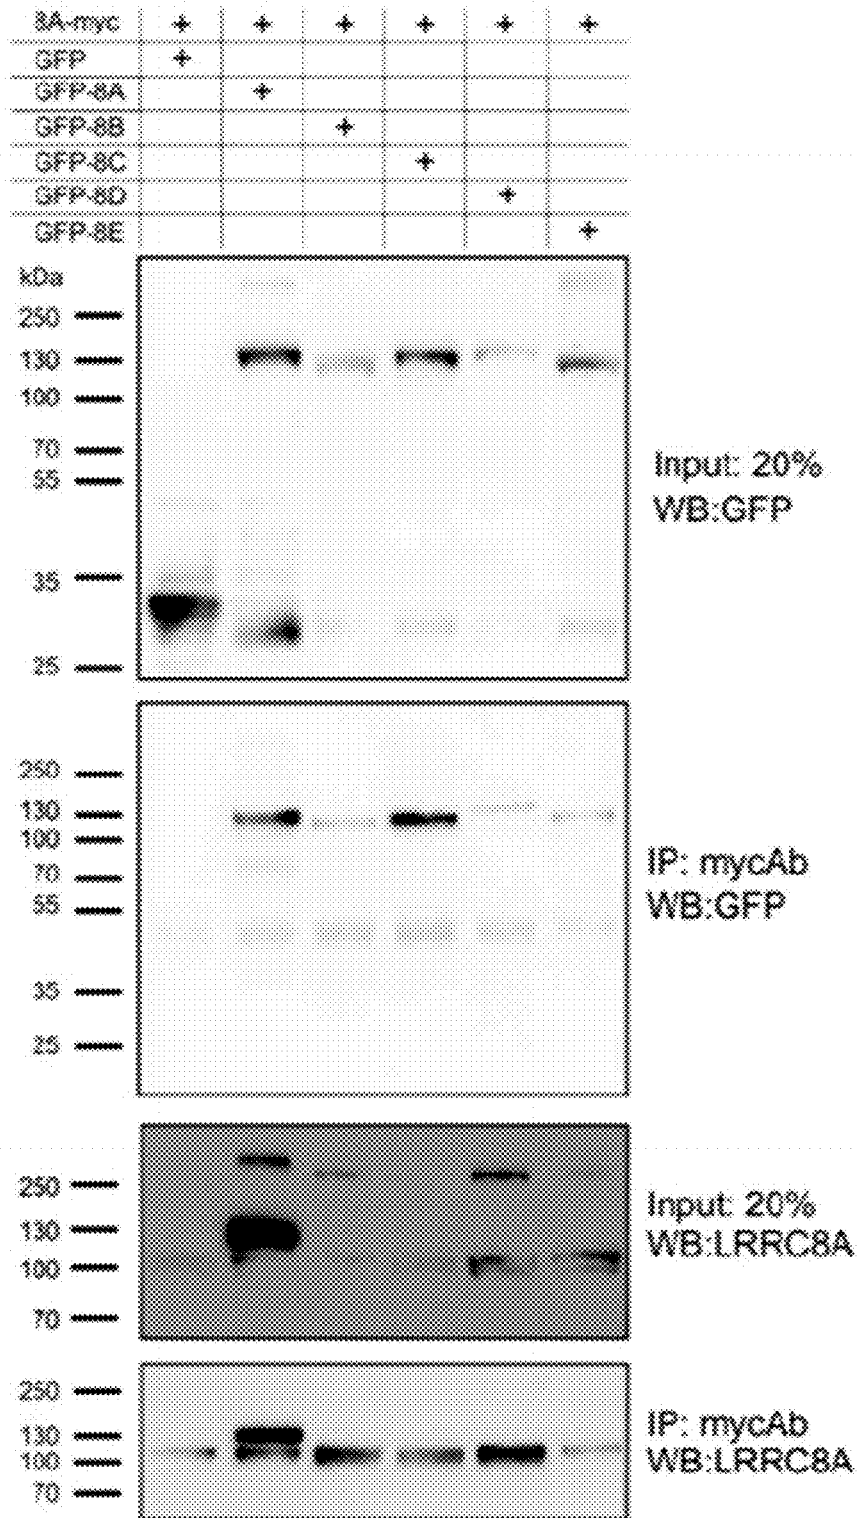 8A-myc + + + + + +
GFP +
GFP-8A +
GFP-8B +
GFP-8C +
GFP-8D +
GFP-8E +
kDa
250
130
100
70
55
35
25
Input: 20%
WB:GFP
250
130
100
70
55
35
25
IP: mycAb
WB:GFP
250
130
100
70
Input: 20%
WB:LRRC8A
250
130
100
70
IP: mycAb
WB:LRRC8A